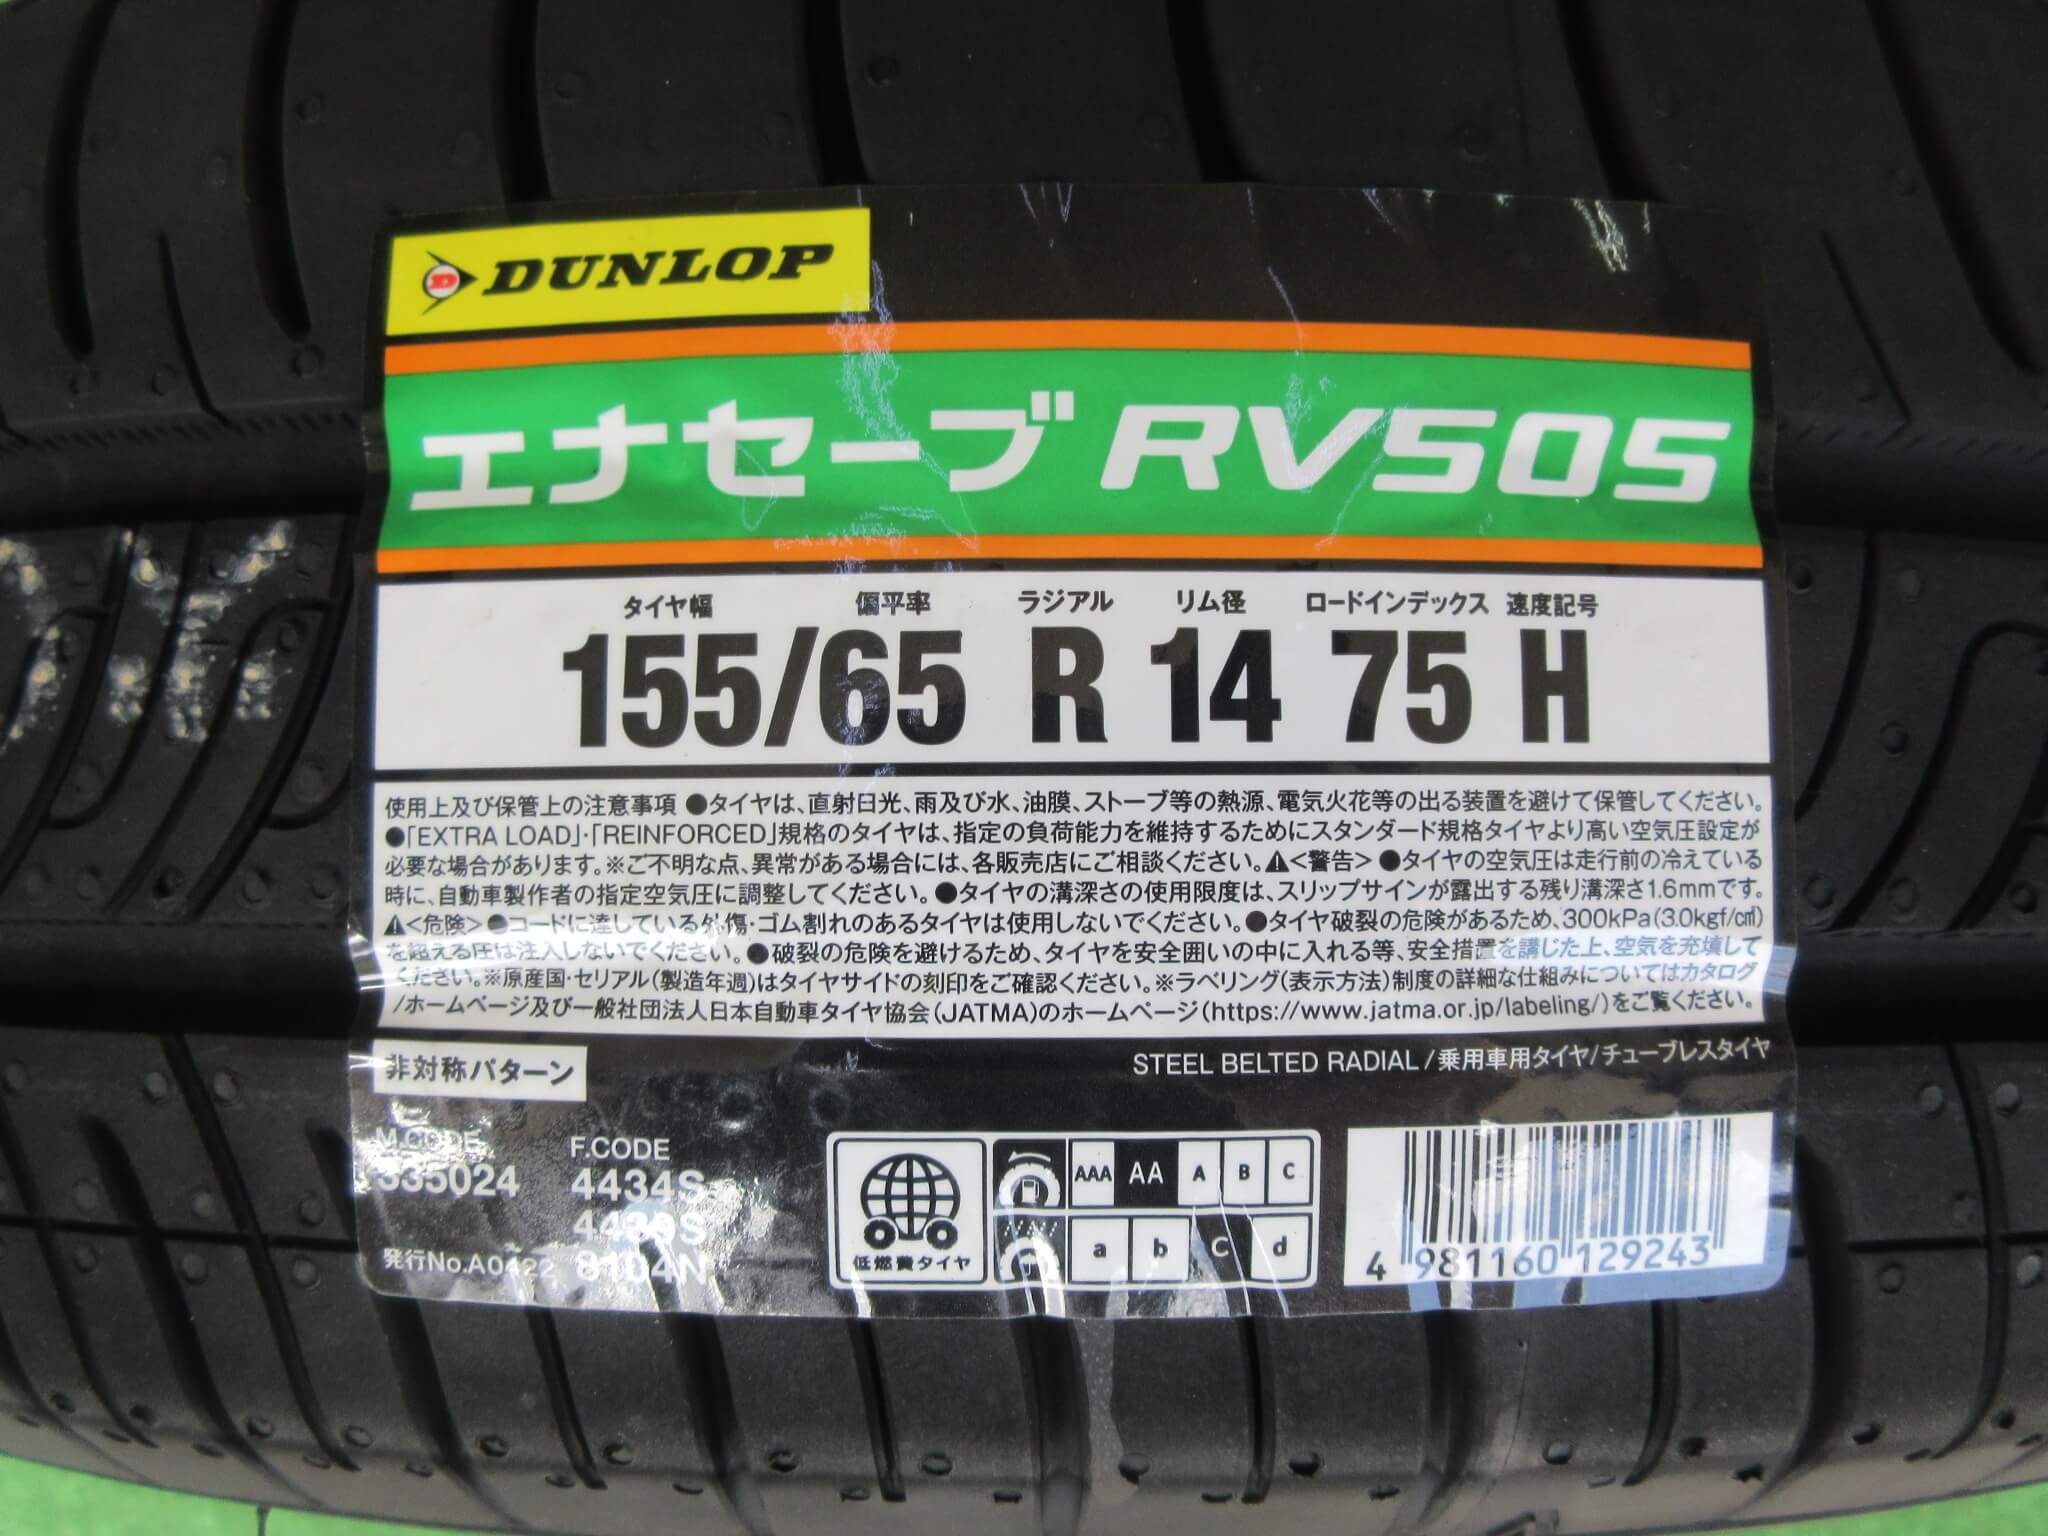 DUNLOP
エナセーブ RV505
タイヤ幅 偏平率 ラジアル リム径 ロードインデックス 速度記号
155/65 R 14 75 H
使用上及び保管上の注意事項 ●タイヤは、直射日光、雨及び水、油膜、ストーブ等の熱源、電気火花等の出る装置を避けて保管してください。
●「EXTRA LOAD」・「REINFORCED」規格のタイヤは、指定の負荷能力を維持するためにスタンダード規格タイヤより高い空気圧設定が
必要な場合があります。※ご不明な点、異常がある場合には、各販売店にご相談ください。⚠<警告> ●タイヤの空気圧は走行前の冷えている
時に、自動車製作者の指定空気圧に調整してください。●タイヤの溝深さの使用限度は、スリップサインが露出する残り溝深さ1.6mmです。
⚠<危険> ●コードに達している外傷・ゴム割れのあるタイヤは使用しないでください。●タイヤ破裂の危険があるため、300kPa(3.0kgf/c㎡)
を超える圧は注入しないでください。●破裂の危険を避けるため、タイヤを安全囲いの中に入れる等、安全措置を講じた上、空気を充填して
ください。※原産国・セリアル(製造年週)はタイヤサイドの刻印をご確認ください。※ラベリング(表示方法)制度の詳細な仕組みについてはカタログ
/ホームページ及び一般社団法人日本自動車タイヤ協会(JATMA)のホームページ(https://www.jatma.or.jp/labeling/)をご覧ください。
非対称パターン
STEEL BELTED RADIAL/乗用車用タイヤ/チューブレスタイヤ
M.CODE F.CODE
335024 4434S
8104N
発行No.A0422
低燃費タイヤ
AAA AA A B C
a b c d
4 981160 129243